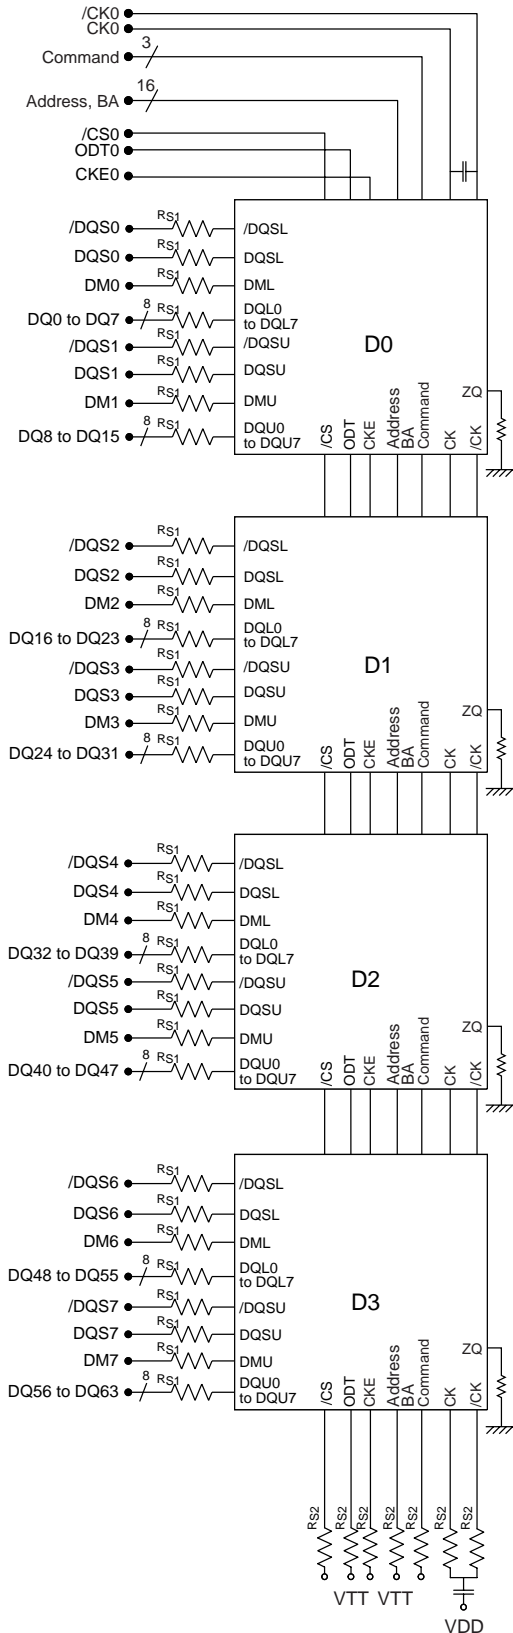 /CK0
CK0
Command 3
Address, BA 16
/CS0
ODT0
CKE0
/DQS0 RS1 /DQSL
DQS0 RS1 DQSL
DM0 RS1 DML
DQ0 to DQ7 8 RS1 DQL0
to DQL7
/DQS1 RS1 /DQSU
DQS1 RS1 DQSU
DM1 RS1 DMU
DQ8 to DQ15 8 RS1 DQU0
to DQU7
D0
ZQ
/CS
ODT
CKE
Address
BA
Command
CK
/CK
/DQS2 RS1 /DQSL
DQS2 RS1 DQSL
DM2 RS1 DML
DQ16 to DQ23 8 RS1 DQL0
to DQL7
/DQS3 RS1 /DQSU
DQS3 RS1 DQSU
DM3 RS1 DMU
DQ24 to DQ31 8 RS1 DQU0
to DQU7
D1
ZQ
/CS
ODT
CKE
Address
BA
Command
CK
/CK
/DQS4 RS1 /DQSL
DQS4 RS1 DQSL
DM4 RS1 DML
DQ32 to DQ39 8 RS1 DQL0
to DQL7
/DQS5 RS1 /DQSU
DQS5 RS1 DQSU
DM5 RS1 DMU
DQ40 to DQ47 8 RS1 DQU0
to DQU7
D2
ZQ
/CS
ODT
CKE
Address
BA
Command
CK
/CK
/DQS6 RS1 /DQSL
DQS6 RS1 DQSL
DM6 RS1 DML
DQ48 to DQ55 8 RS1 DQL0
to DQL7
/DQS7 RS1 /DQSU
DQS7 RS1 DQSU
DM7 RS1 DMU
DQ56 to DQ63 8 RS1 DQU0
to DQU7
D3
ZQ
/CS
ODT
CKE
Address
BA
Command
CK
/CK
RS2
RS2
RS2
RS2
RS2
RS2
RS2
VTT VTT
VDD